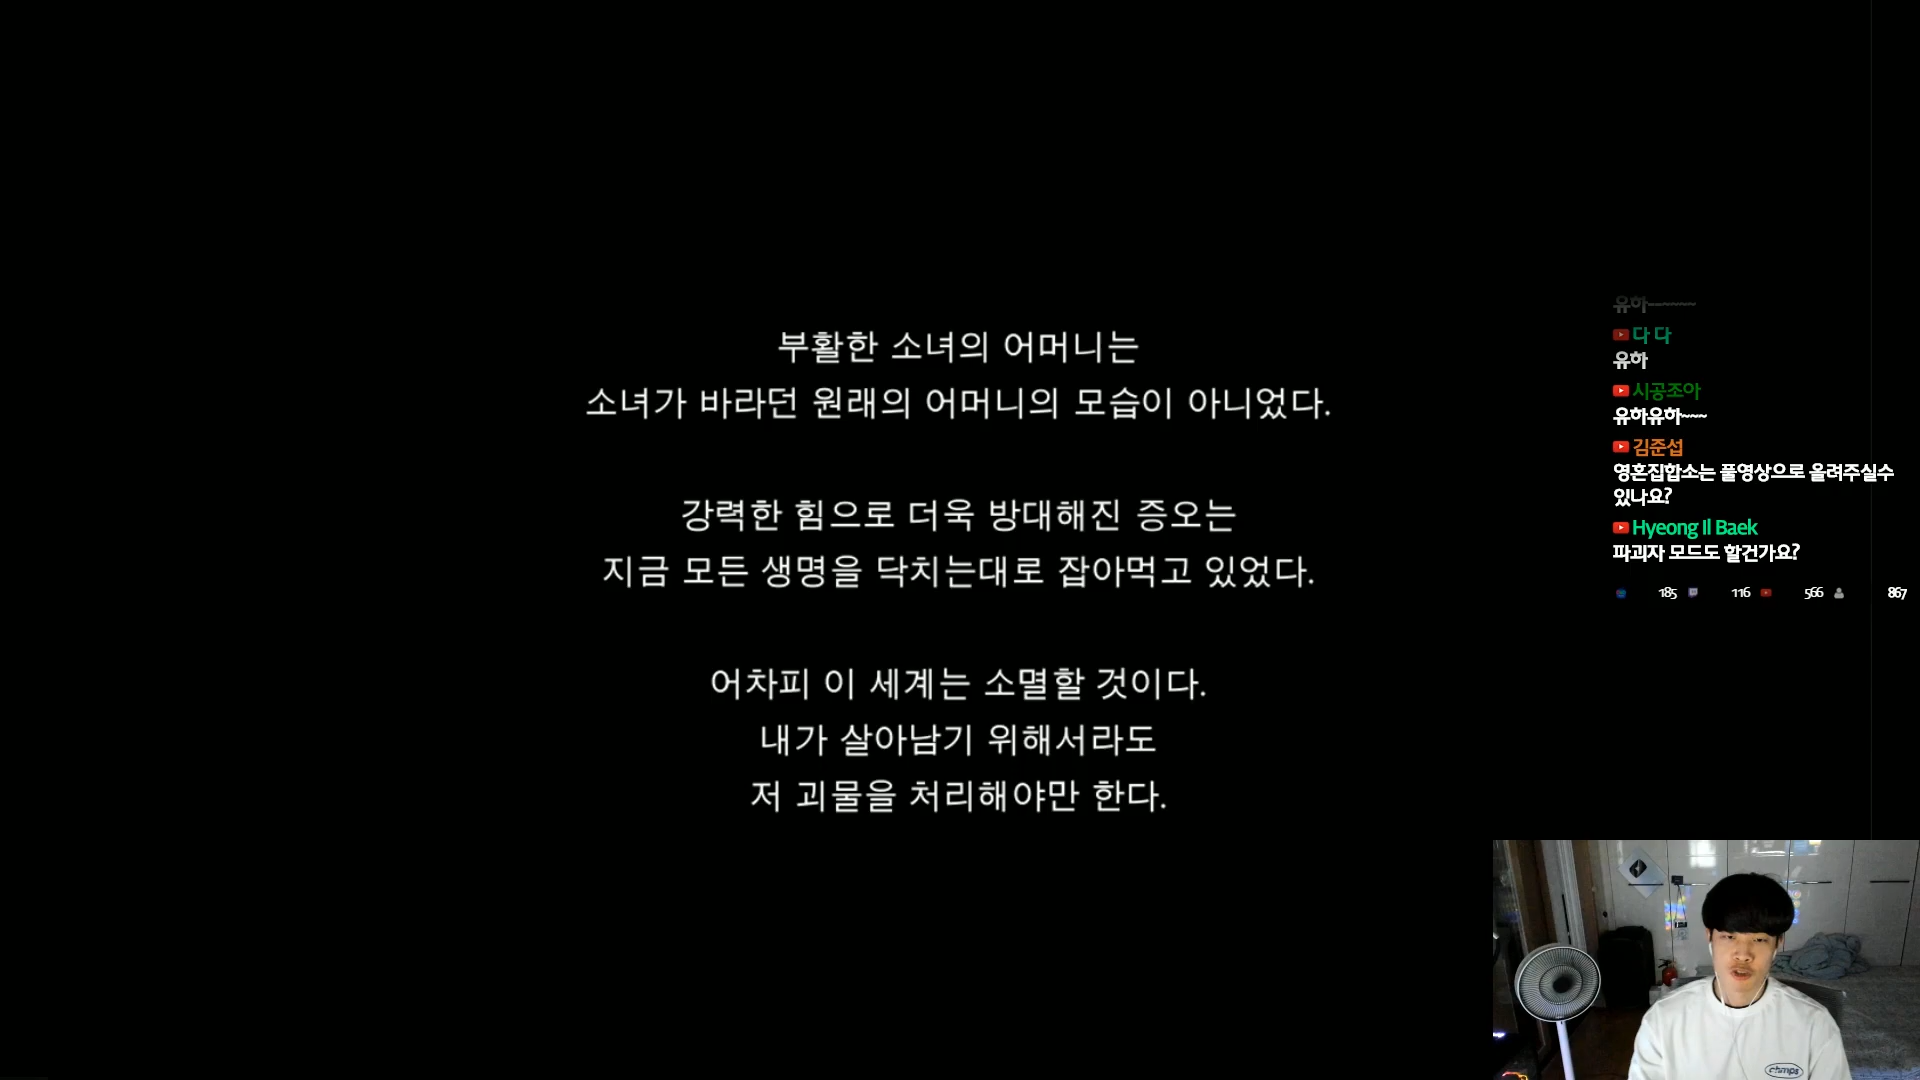 부활한 소녀의 어머니는
소녀가 바라던 원래의 어머니의 모습이 아니었다.
강력한 힘으로 더욱 방대해진 증오는
지금 모든 생명을 닥치는대로 잡아먹고 있었다.
어차피 이 세계는 소멸할 것이다.
내가 살아남기 위해서라도
저 괴물을 처리해야만 한다.
유하~~~~~
다 다
유하
시공조아
유하유하~~~
김준섭
영혼집합소는 풀영상으로 올려주실수
있나요?
Hyeong Il Baek
파괴자 모드도 할건가요?
185 116 566 867
chmps